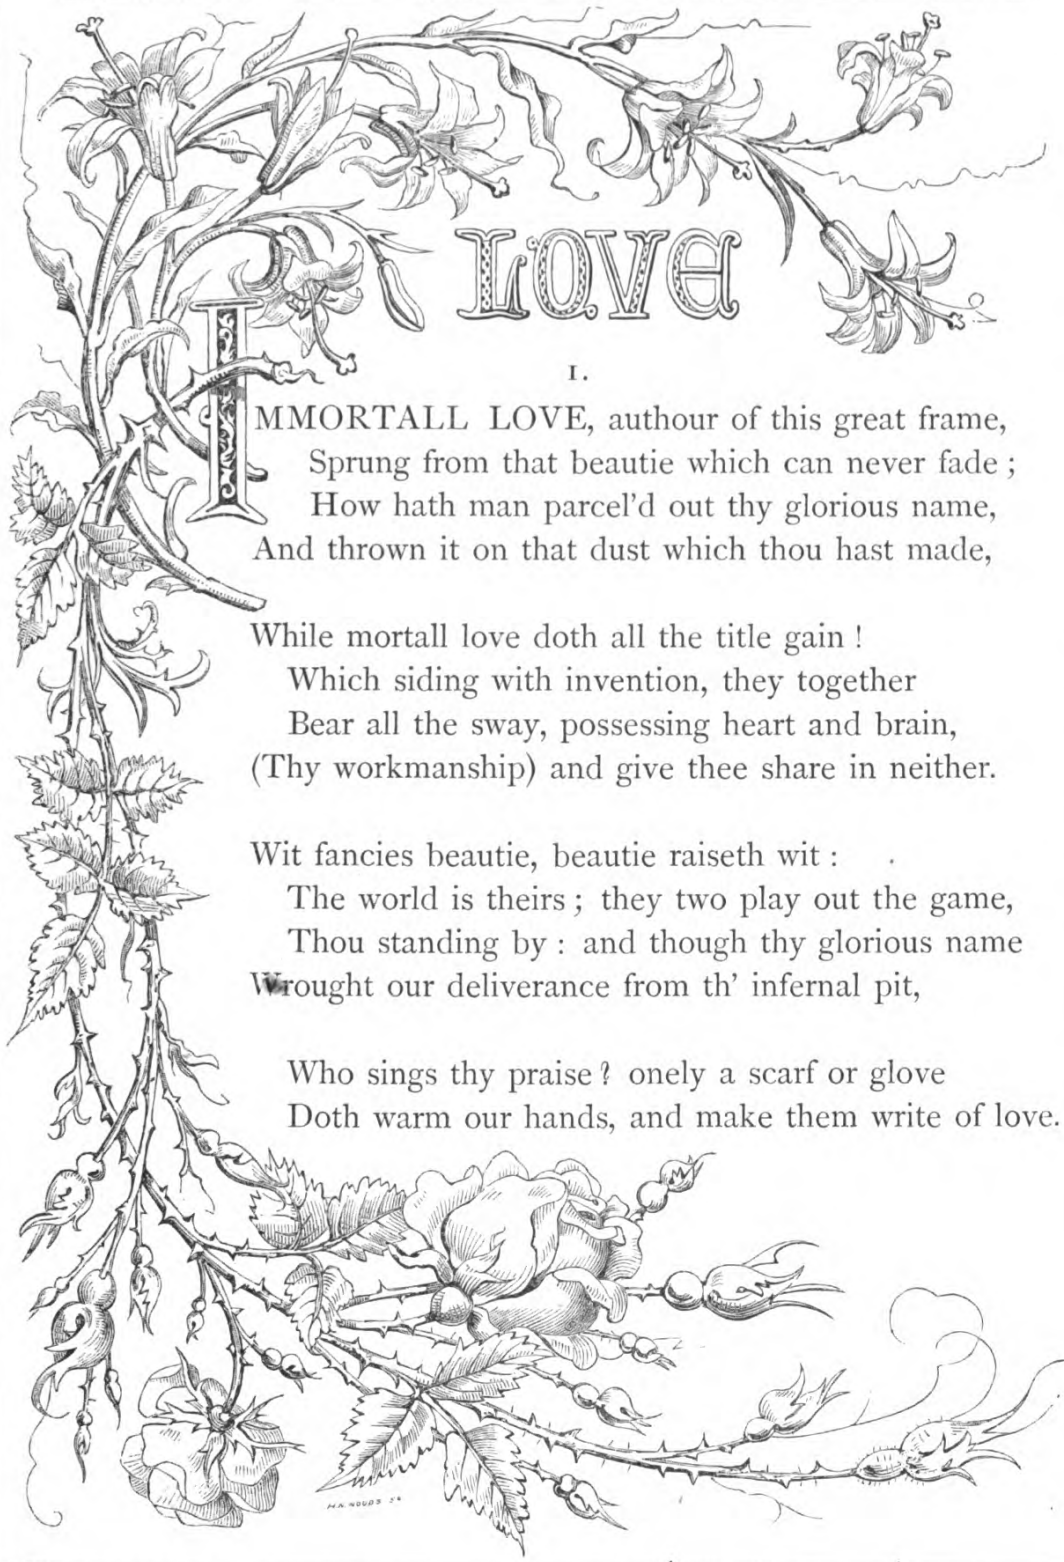 LOVE
I.
IMMORTALL LOVE, authour of this great frame,
Sprung from that beautie which can never fade ;
How hath man parcel'd out thy glorious name,
And thrown it on that dust which thou hast made,
While mortall love doth all the title gain !
Which siding with invention, they together
Bear all the sway, possessing heart and brain,
(Thy workmanship) and give thee share in neither.
Wit fancies beautie, beautie raiseth wit :
The world is theirs ; they two play out the game,
Thou standing by : and though thy glorious name
Wrought our deliverance from th' infernal pit,
Who sings thy praise ? onely a scarf or glove
Doth warm our hands, and make them write of love.